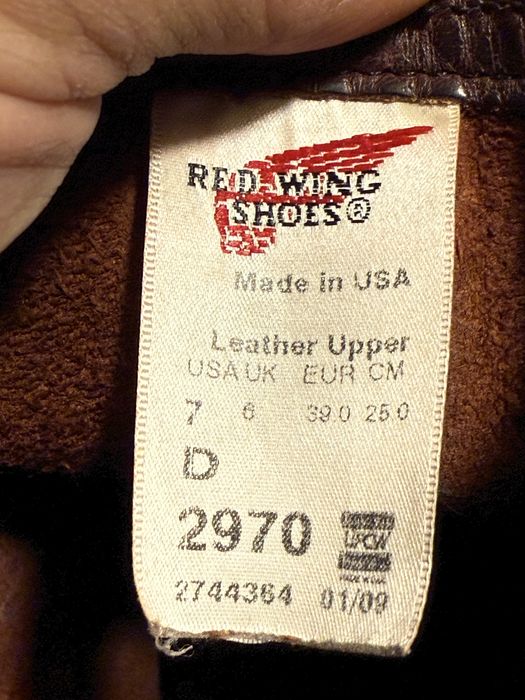 RED WING
SHOES®
Made in USA
Leather Upper
USA UK EUR CM
7 6 39.0 25.0
D
2970
UFCW
2744364 01/09